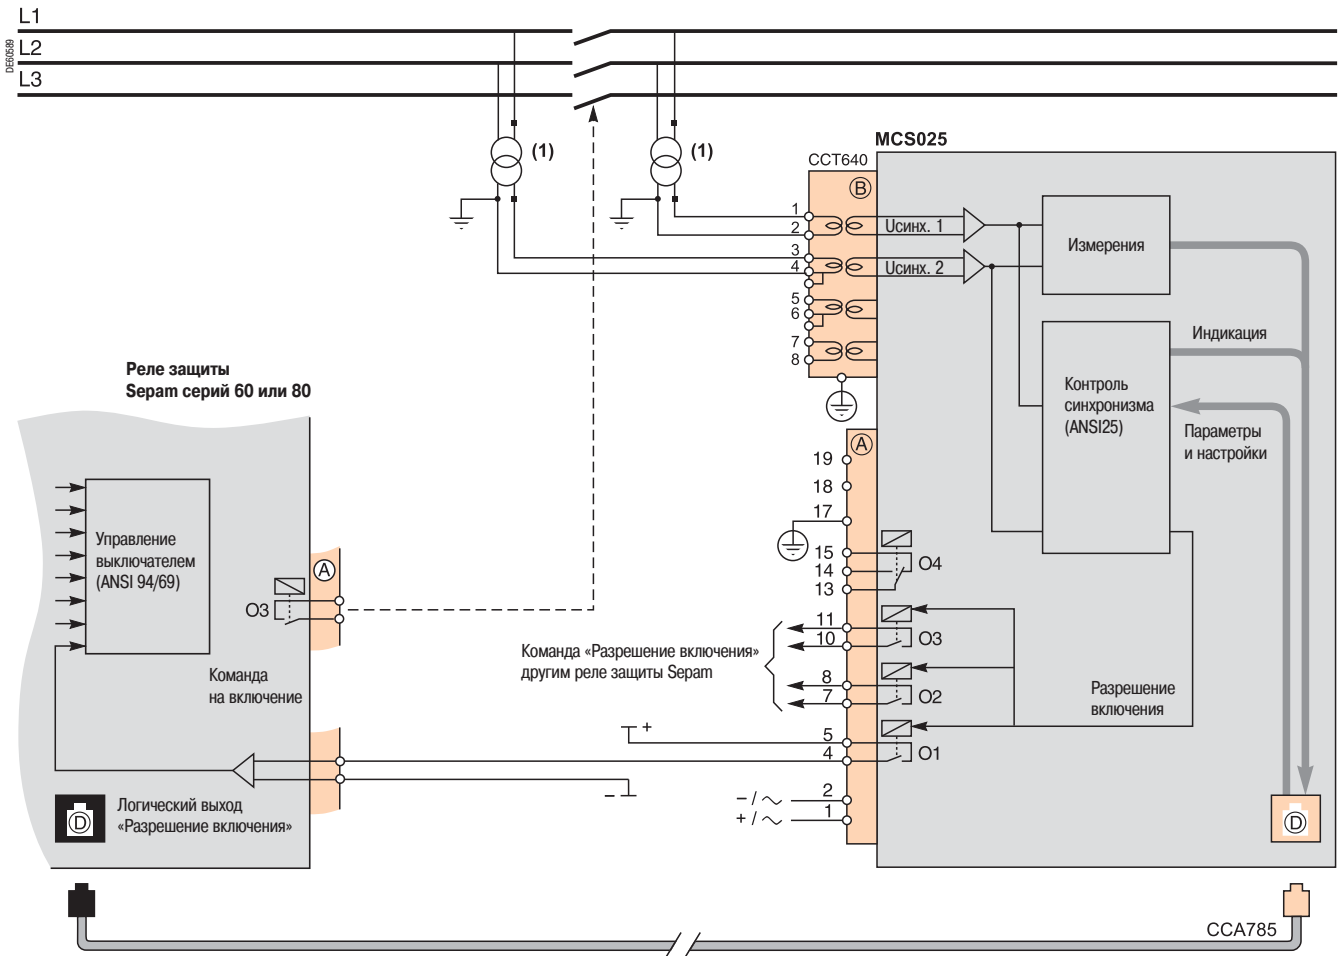 L1
DE60589
L2
L3
(1)
(1)
MCS025
CCT640
B
1
2
3
4
5
6
7
8
Uсинх. 1
Uсинх. 2
Измерения
Индикация
Контроль
синхронизма
(ANSI25)
Параметры
и настройки
Реле защиты
Sepam серий 60 или 80
Управление
выключателем
(ANSI 94/69)
A
O3
Команда
на включение
A
19
18
17
15
14
13
O4
11
10
O3
8
7
O2
5
4
O1
2
1
Команда «Разрешение включения»
другим реле защиты Sepam
Разрешение
включения
+
–
– / ~
+ / ~
D
Логический выход
«Разрешение включения»
D
CCA785